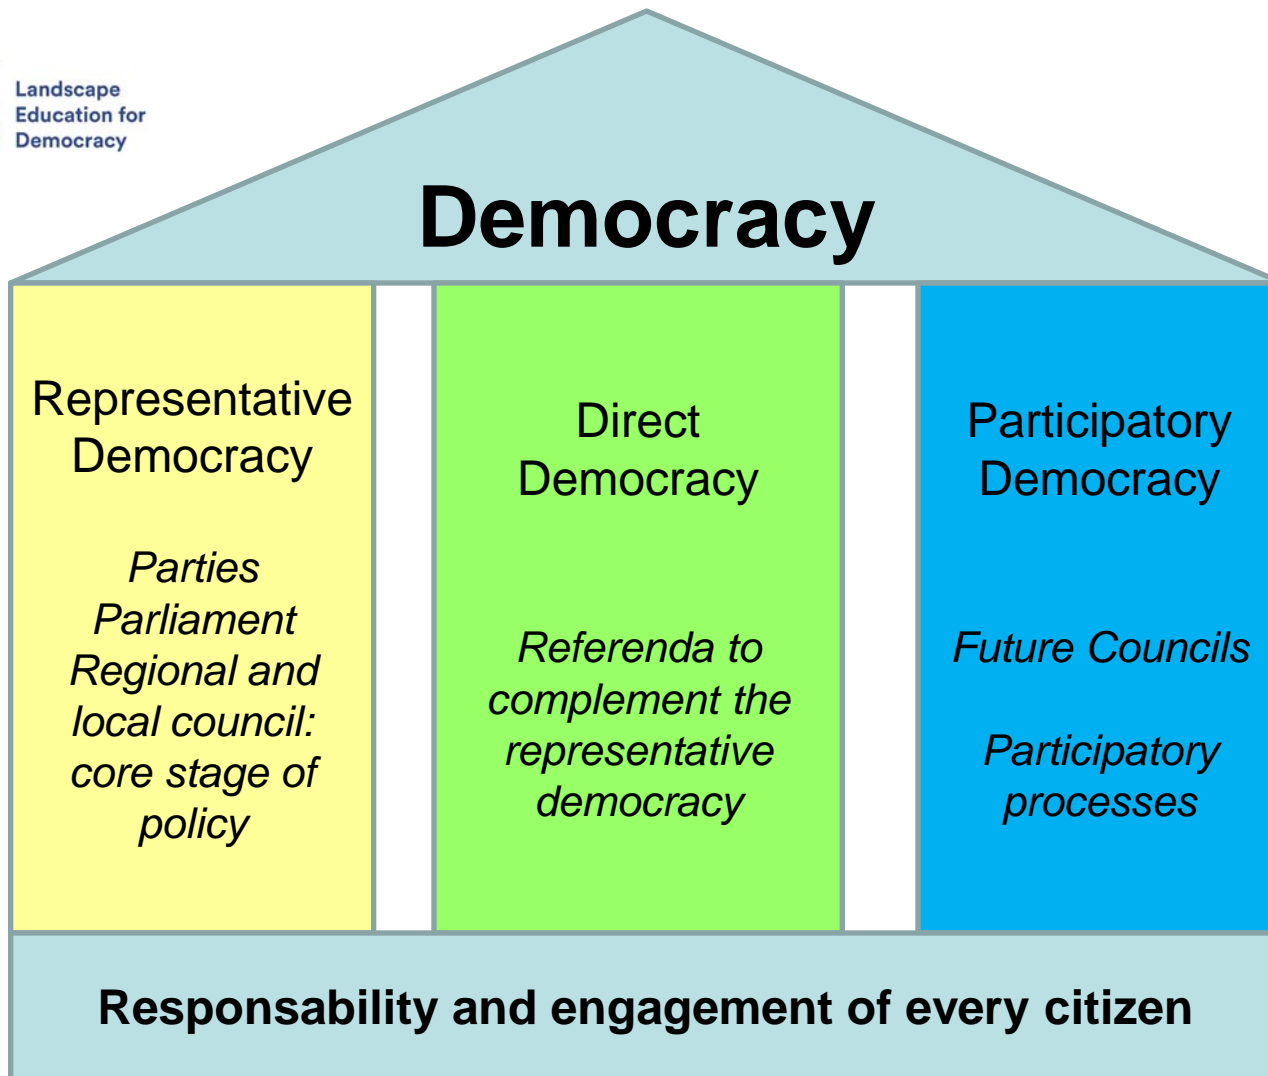 Landscape
Education for
Democracy
Democracy
Representative
Democracy
Parties
Parliament
Regional and
local council:
core stage of
policy
Direct
Democracy
Referenda to
complement the
representative
democracy
Participatory
Democracy
Future Councils
Participatory
processes
Responsability and engagement of every citizen